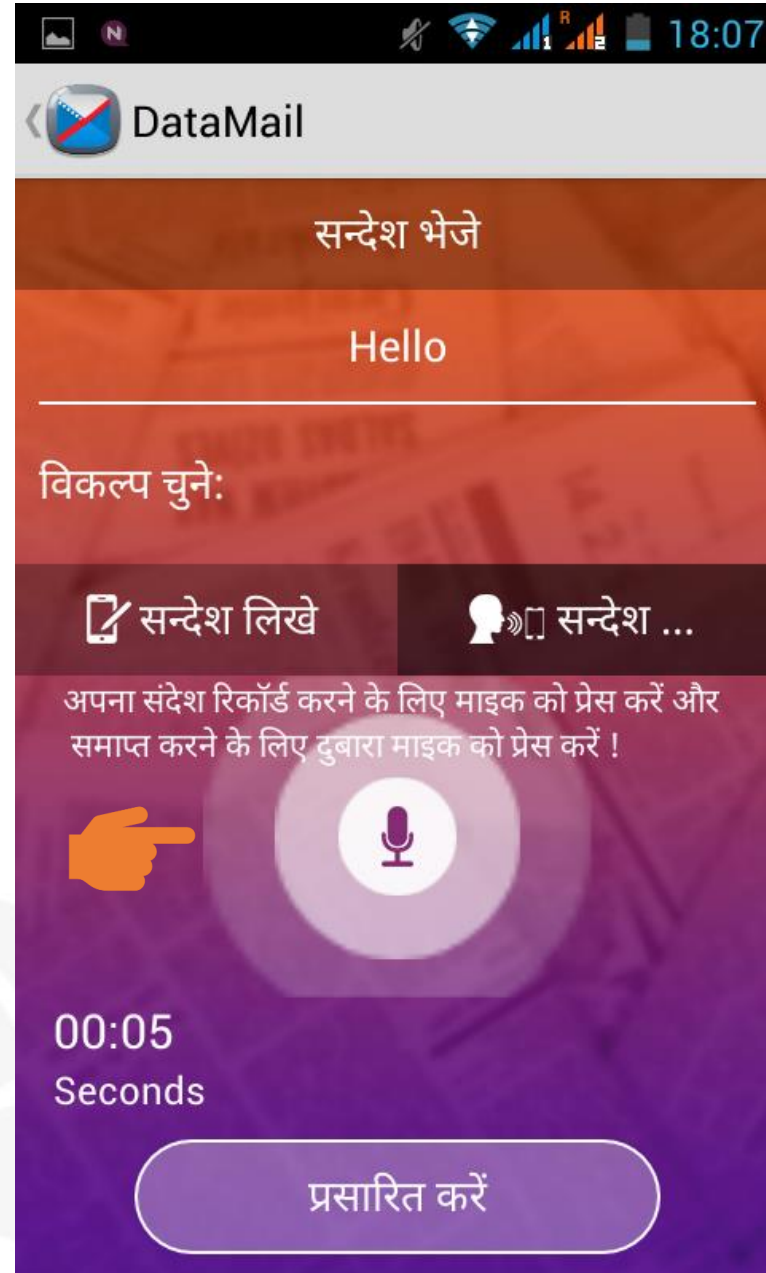 18:07
DataMail
सन्देश भेजे
Hello
विकल्प चुने:
सन्देश लिखे सन्देश ...
अपना संदेश रिकॉर्ड करने के लिए माइक को प्रेस करें और
समाप्त करने के लिए दुबारा माइक को प्रेस करें !
00:05
Seconds
प्रसारित करें